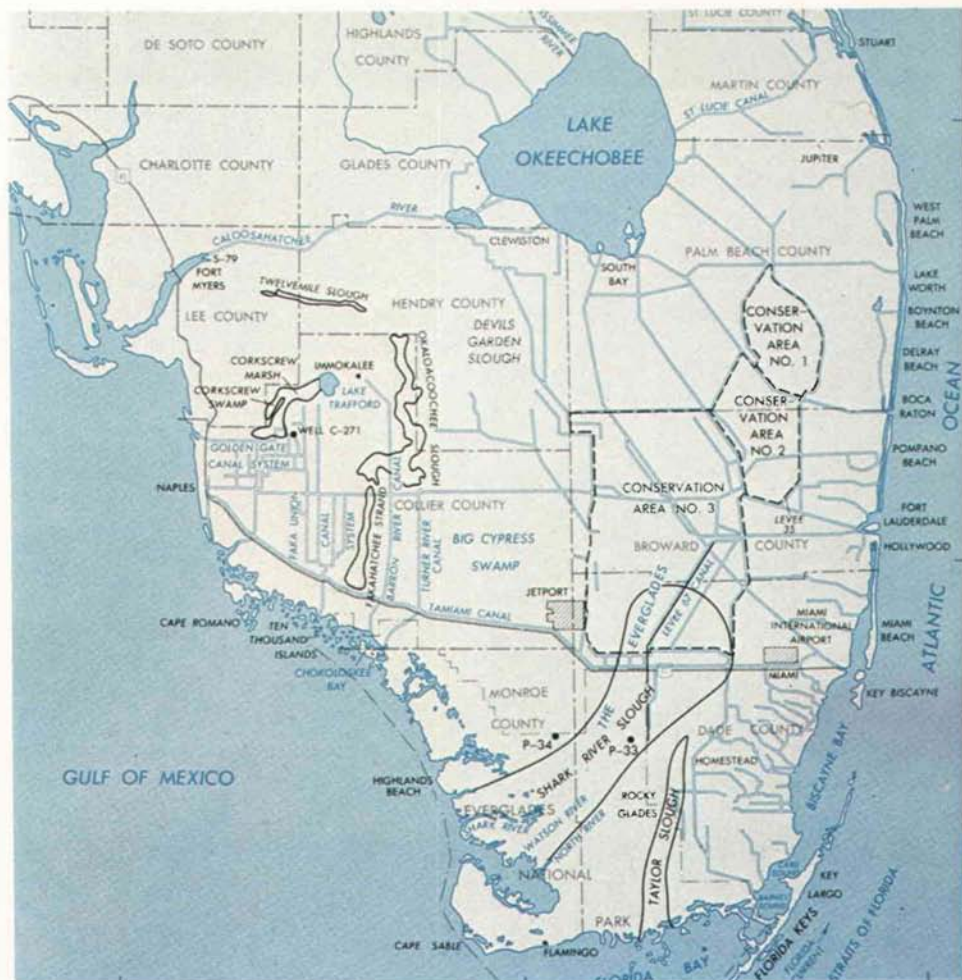 DE SOTO COUNTY
HIGHLANDS
COUNTY
RIVER
ST LUCIE COUNTY
STUART
MARTIN COUNTY
ST LUCIE CANAL
LAKE
OKEECHOBEE
JUPITER
CHARLOTTE COUNTY
GLADES COUNTY
CALOOSAHATCHEE
RIVER
S-79
FORT
MYERS
CLEWISTON
SOUTH
BAY
PALM BEACH COUNTY
WEST
PALM
BEACH
LAKE
WORTH
BOYNTON
BEACH
DELRAY
BEACH
BOCA
RATON
POMPANO
BEACH
FORT
LAUDERDALE
HOLLYWOOD
TWELVEMILE SLOUGH
HENDRY COUNTY
LEE COUNTY
DEVILS
GARDEN
SLOUGH
CONSER-
VATION
AREA
NO. 1
CONSER-
VATION
AREA
NO. 2
CORKSCREW
MARSH
CORKSCREW
SWAMP
IMMOKALEE
LAKE
TRAFFORD
OKALOACOOCHEE
SLOUGH
WELL C-271
GOLDEN GATE
CANAL SYSTEM
NAPLES
FAKA UNION
CANAL
SYSTEM
FAKAHATCHEE STRAND
BARRON RIVER
CANAL
TURNER RIVER
CANAL
COLLIER COUNTY
BIG CYPRESS
SWAMP
CONSERVATION
AREA NO. 3
LEVEE
35
BROWARD
COUNTY
LEVEE 67 CANAL
JETPORT
TAMIAMI CANAL
MIAMI
INTERNATIONAL
AIRPORT
MIAMI
BEACH
MIAMI
KEY BISCAYNE
ATLANTIC
OCEAN
CAPE ROMANO
TEN
THOUSAND
ISLANDS
CHOKOLOSKEE
BAY
MONROE
COUNTY
P-34
P-33
THE
EVERGLADES
SHARK RIVER SLOUGH
DADE COUNTY
HOMESTEAD
BISCAYNE BAY
GULF OF MEXICO
HIGHLANDS
BEACH
EVERGLADES
NATIONAL
PARK
SHARK RIVER
WATSON RIVER
NORTH RIVER
ROCKY
GLADES
TAYLOR SLOUGH
CARD
SOUND
BARNES
SOUND
KEY
LARGO
CAPE SABLE
FLAMINGO
FLORIDA BAY
FLORIDA KEYS
STRAITS OF FLORIDA